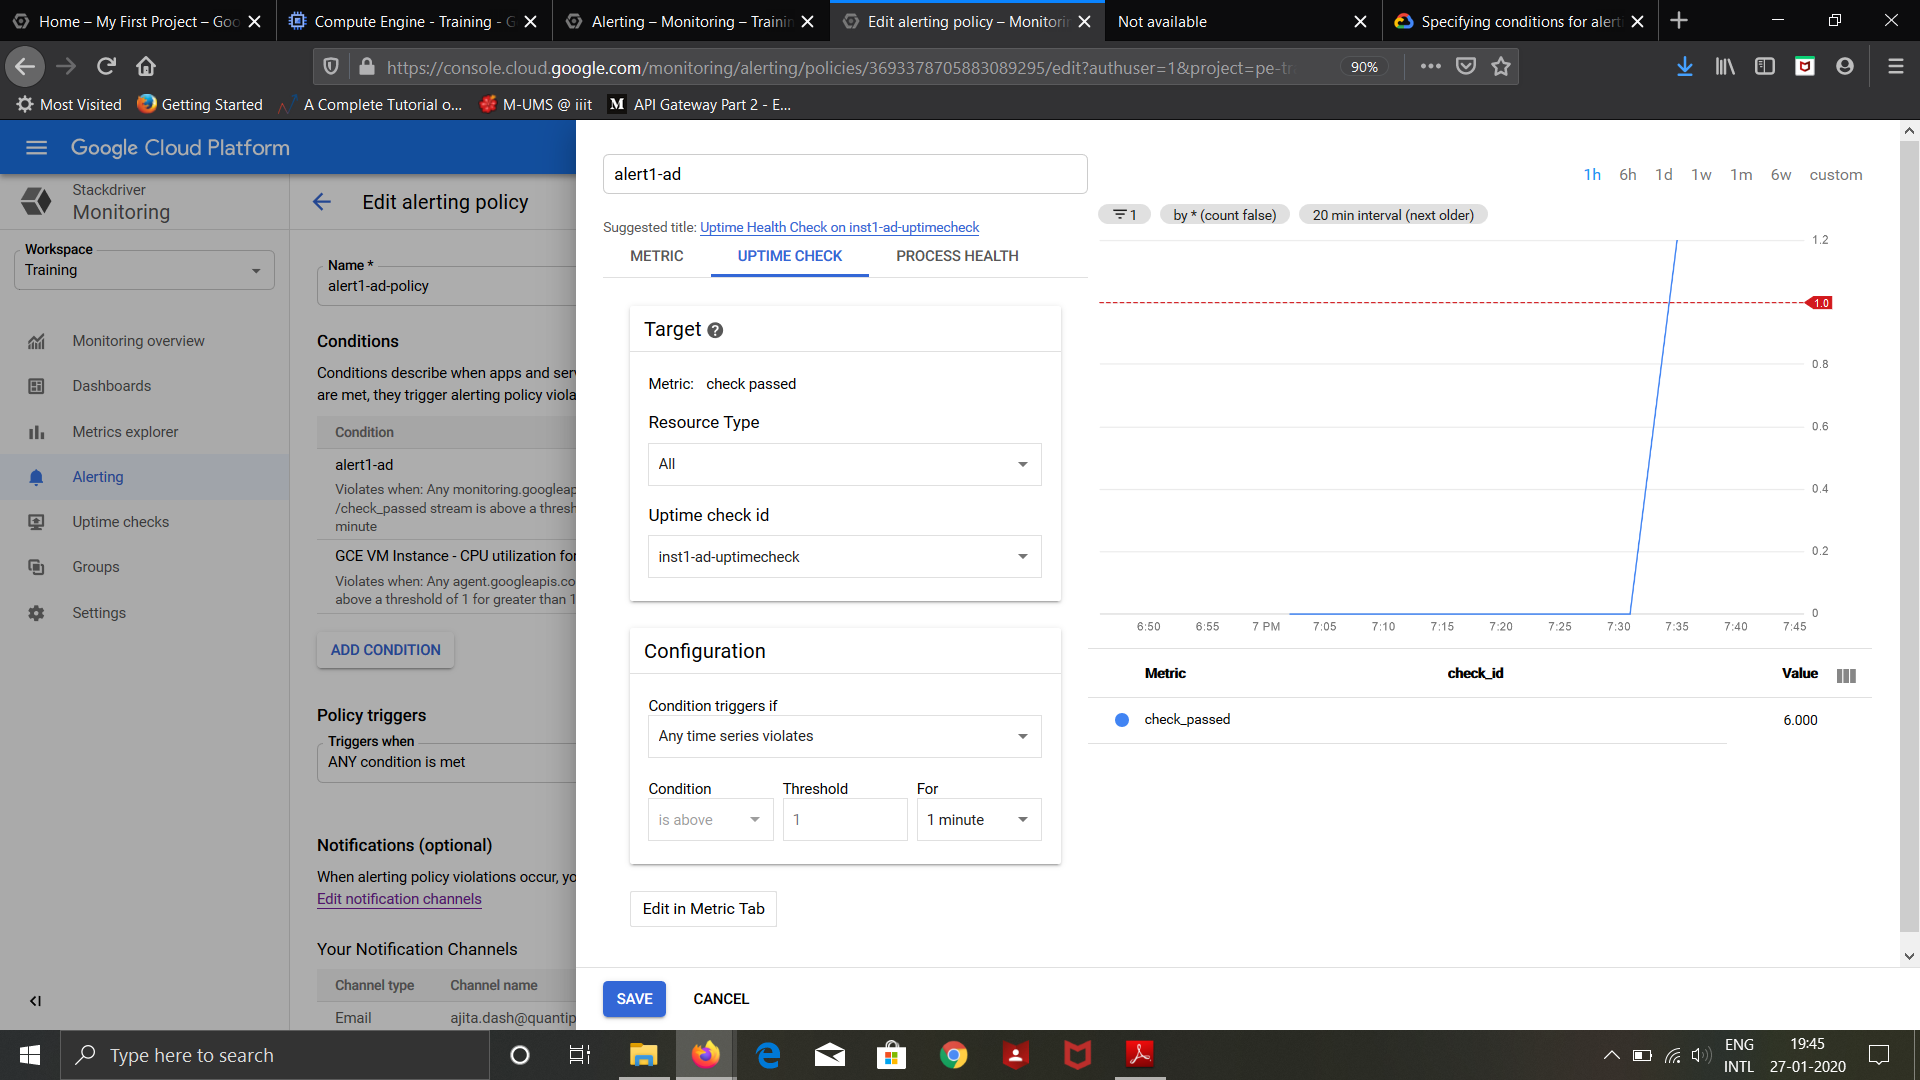 Home – My First Project – Goo
Compute Engine - Training - G
Alerting – Monitoring – Trainin
Edit alerting policy – Monitorin
Not available
Specifying conditions for alert
https://console.cloud.google.com/monitoring/alerting/policies/3693378705883089295/edit?authuser=1&project=pe-tr
90%
Most Visited
Getting Started
A Complete Tutorial o...
M-UMS @ iiit
M API Gateway Part 2 - E...
Google Cloud Platform
Stackdriver
Monitoring
Workspace
Training
Monitoring overview
Dashboards
Metrics explorer
Alerting
Uptime checks
Groups
Settings
Edit alerting policy
Name *
alert1-ad-policy
Conditions
Conditions describe when apps and serv
are met, they trigger alerting policy viola
Condition
alert1-ad
Violates when: Any monitoring.googleap
/check_passed stream is above a thresh
minute
GCE VM Instance - CPU utilization for
Violates when: Any agent.googleapis.co
above a threshold of 1 for greater than 1
ADD CONDITION
Policy triggers
Triggers when
ANY condition is met
Notifications (optional)
When alerting policy violations occur, yo
Edit notification channels
Your Notification Channels
Channel type
Channel name
Email
ajita.dash@quantip
alert1-ad
Suggested title: Uptime Health Check on inst1-ad-uptimecheck
METRIC
UPTIME CHECK
PROCESS HEALTH
Target ?
Metric: check passed
Resource Type
All
Uptime check id
inst1-ad-uptimecheck
Configuration
Condition triggers if
Any time series violates
Condition
Threshold
For
is above
1
1 minute
Edit in Metric Tab
SAVE
CANCEL
1h 6h 1d 1w 1m 6w custom
1
by * (count false)
20 min interval (next older)
1.2
1.0
0.8
0.6
0.4
0.2
0
6:50 6:55 7 PM 7:05 7:10 7:15 7:20 7:25 7:30 7:35 7:40 7:45
Metric
check_id
Value
check_passed
6.000
Type here to search
ENG
INTL
19:45
27-01-2020